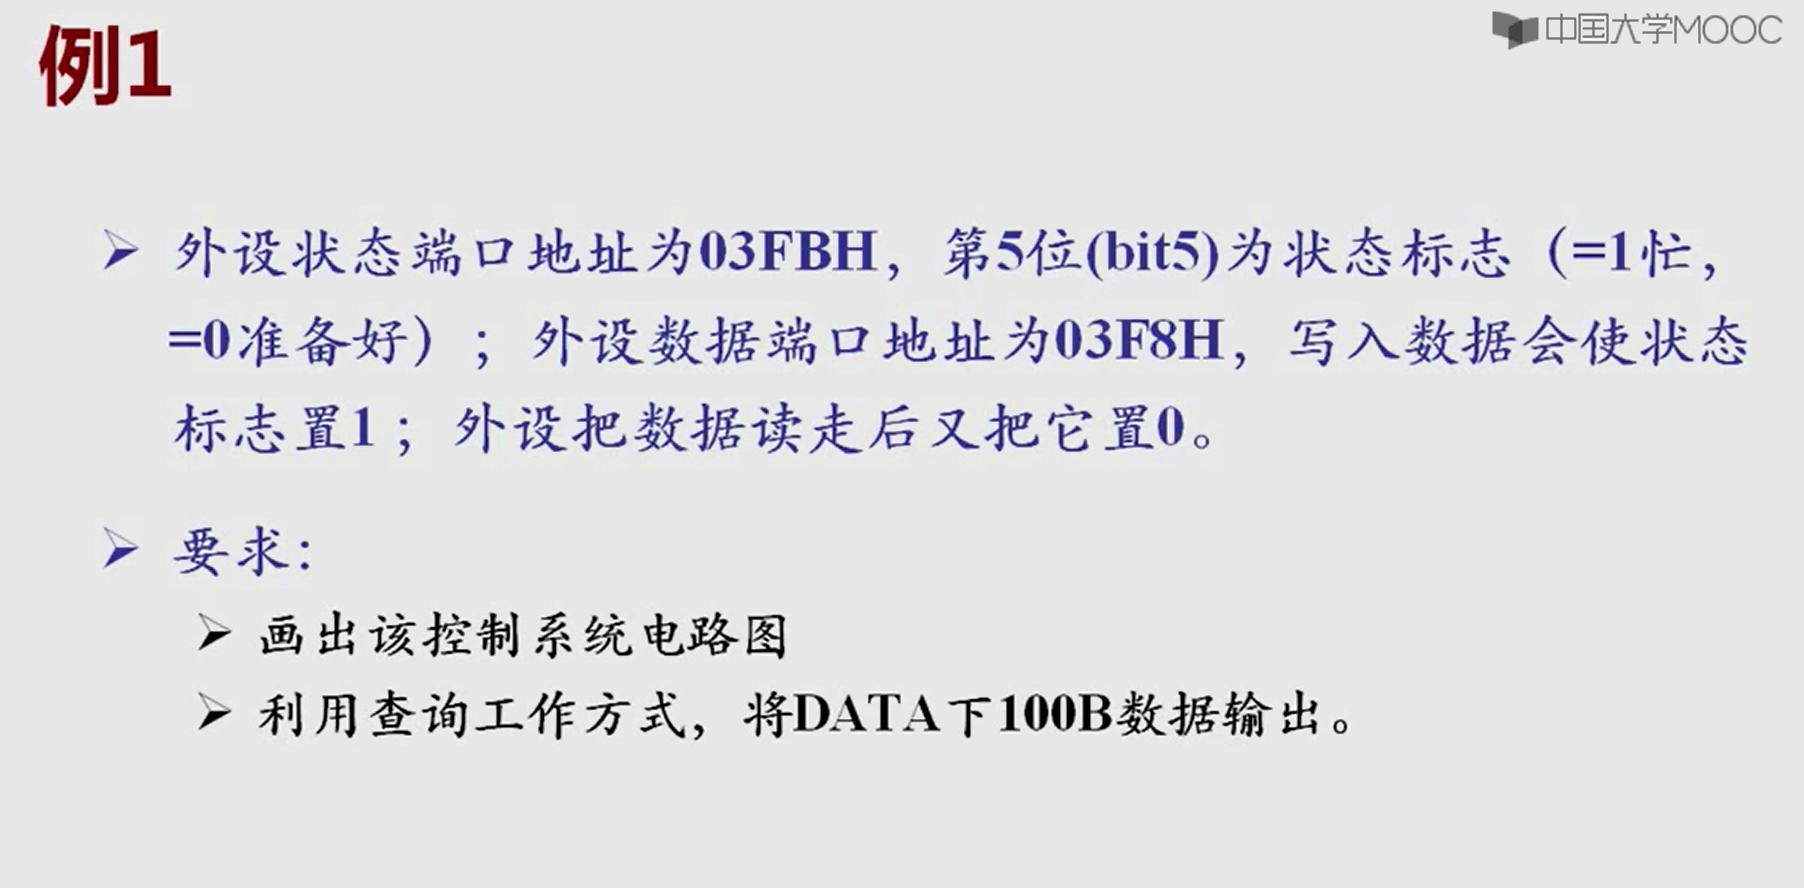 例1
中国大学MOOC
外设状态端口地址为03FBH，第5位(bit5)为状态标志（=1忙，
=0准备好）；外设数据端口地址为03F8H，写入数据会使状态
标志置1；外设把数据读走后又把它置0。
要求：
画出该控制系统电路图
利用查询工作方式，将DATA下100B数据输出。